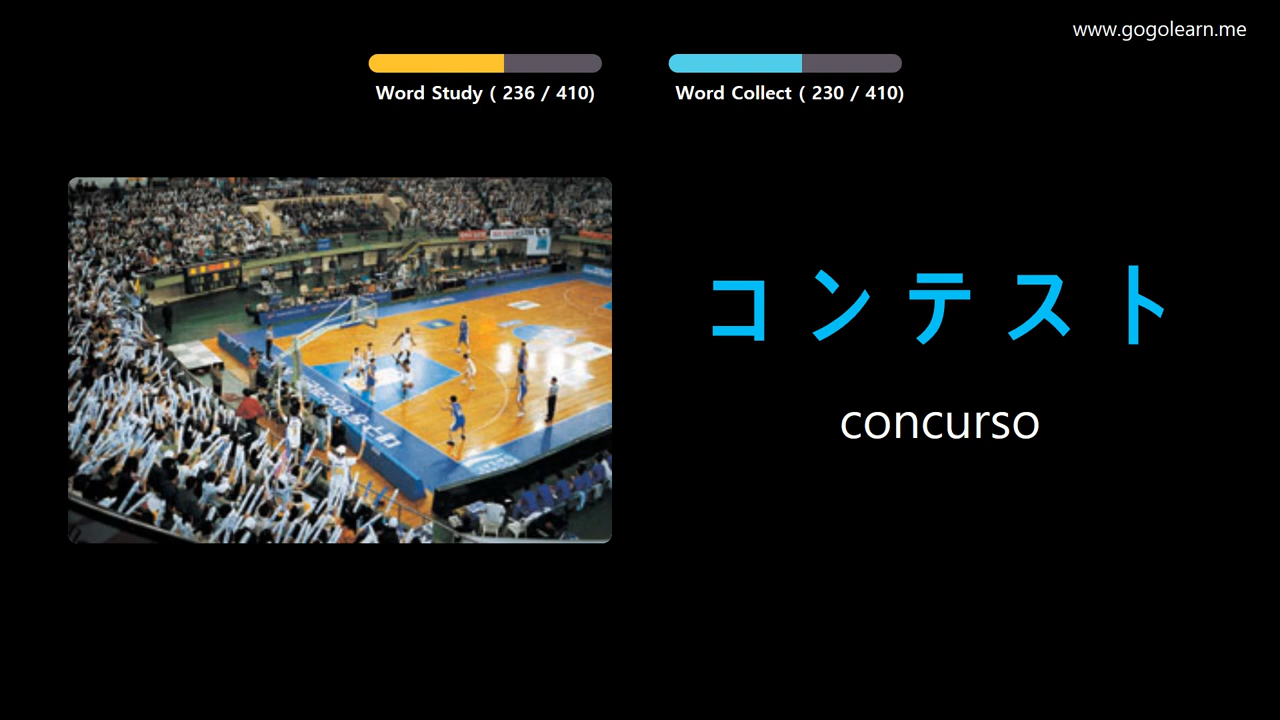 www.gogolearn.me
Word Study ( 236 / 410)
Word Collect ( 230 / 410)
コンテスト
concurso